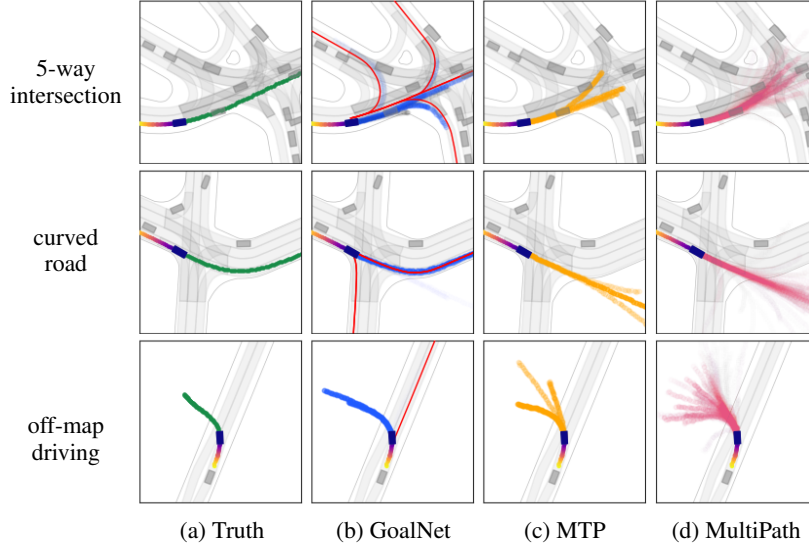 5-way
intersection
curved
road
off-map
driving
(a) Truth
(b) GoalNet
(c) MTP
(d) MultiPath